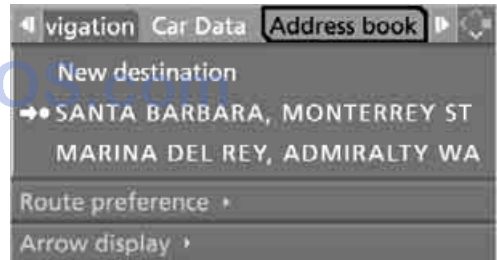 vigation Car Data Address book
New destination
SANTA BARBARA, MONTERREY ST
MARINA DEL REY, ADMIRALTY WA
Route preference
Arrow display